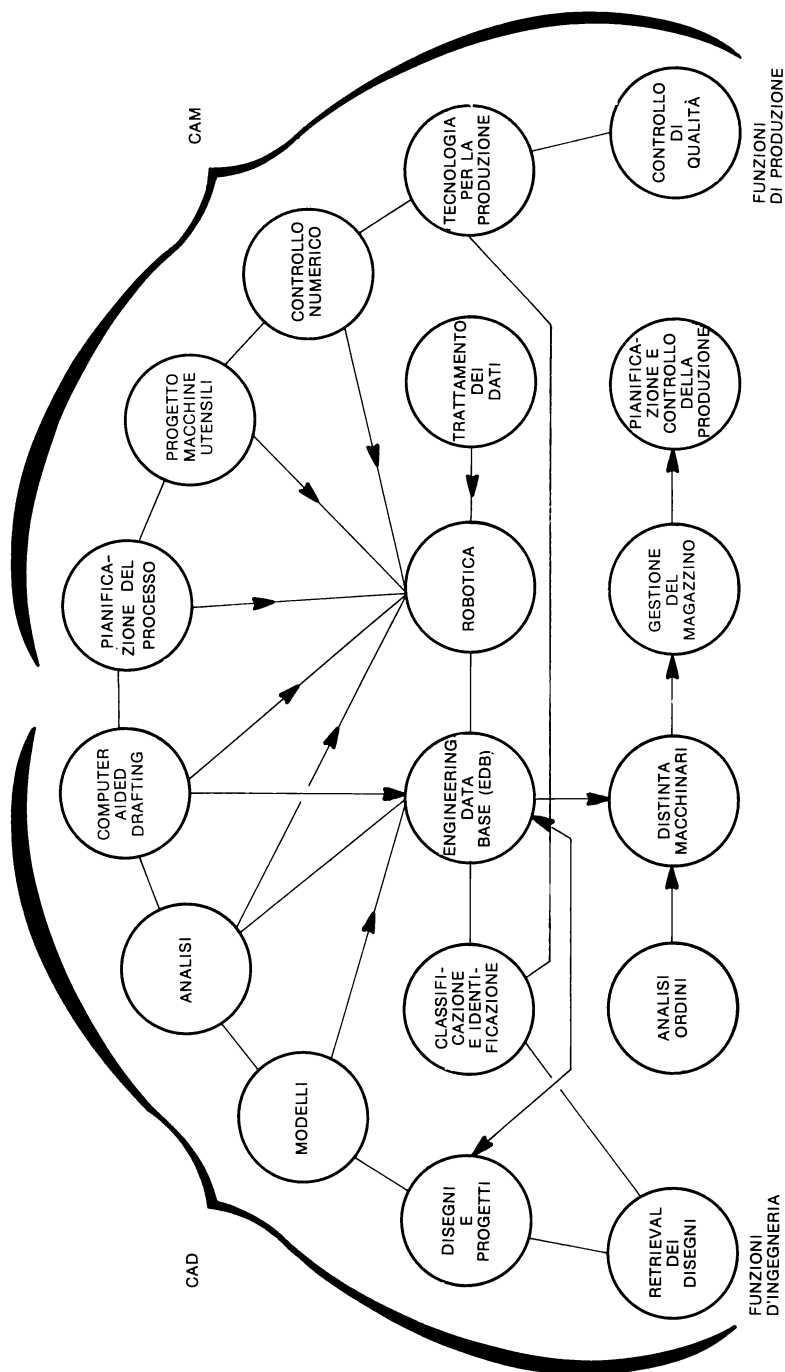 CAD
CAM
COMPUTER
AIDED
DRAFTING
PIANIFICA-
ZIONE DEL
PROCESSO
ANALISI
PROGETTO
MACCHINE
UTENSILI
MODELLI
CONTROLLO
NUMERICO
DISEGNI
E
PROGETTI
CLASSIFI-
CAZIONE
E IDENTI-
FICAZIONE
ENGINEERING
DATA
BASE (EDB)
ROBOTICA
TRATTAMENTO
DEI
DATI
TECNOLOGIA
PER LA
PRODUZIONE
RETRIEVAL
DEI
DISEGNI
ANALISI
ORDINI
DISTINTA
MACCHINARI
GESTIONE
DEL
MAGAZZINO
PIANIFICA-
ZIONE E
CONTROLLO
DELLA
PRODUZIONE
CONTROLLO
DI
QUALITÀ
FUNZIONI
D'INGEGNERIA
FUNZIONI
DI PRODUZIONE